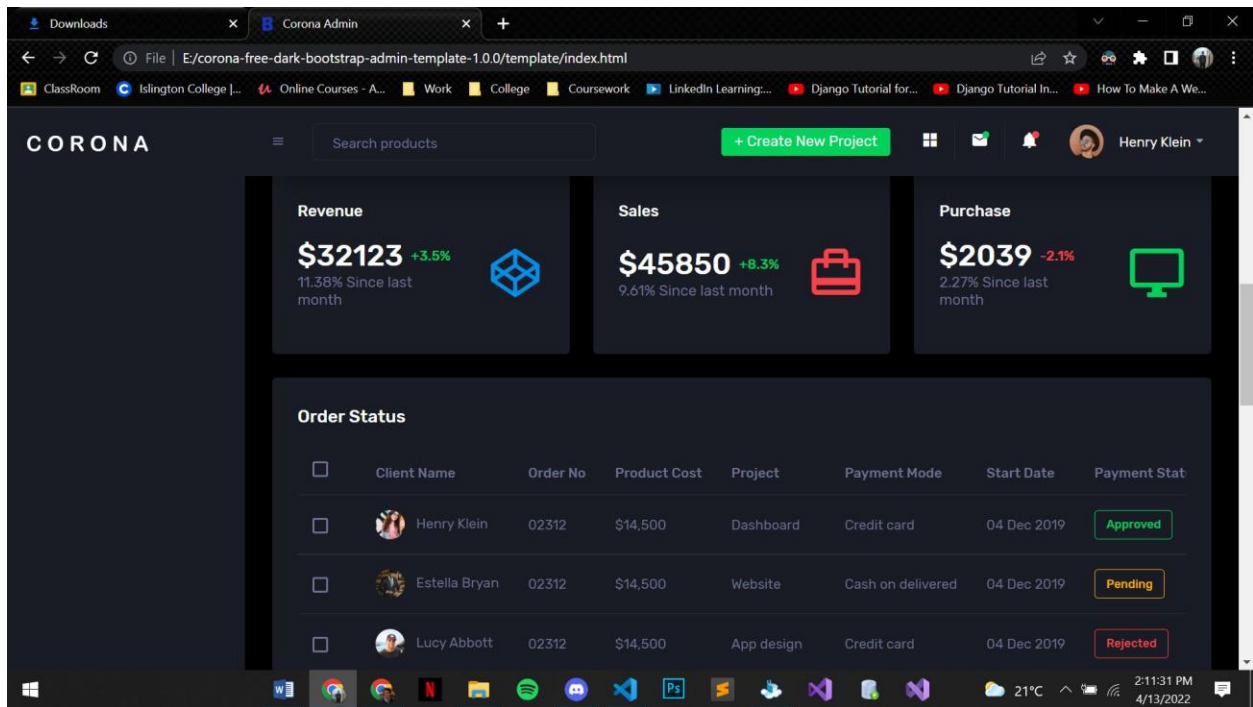 Downloads
Corona Admin
File | E:/corona-free-dark-bootstrap-admin-template-1.0.0/template/index.html
ClassRoom Islington College |... Online Courses - A... Work College Coursework LinkedIn Learning:... Django Tutorial for... Django Tutorial In... How To Make A We...
CORONA Search products + Create New Project Henry Klein
Revenue
$32123 +3.5%
11.38% Since last
month
Sales
$45850 +8.3%
9.61% Since last month
Purchase
$2039 -2.1%
2.27% Since last
month
Order Status
Client Name Order No Product Cost Project Payment Mode Start Date Payment Stat
Henry Klein 02312 $14,500 Dashboard Credit card 04 Dec 2019 Approved
Estella Bryan 02312 $14,500 Website Cash on delivered 04 Dec 2019 Pending
Lucy Abbott 02312 $14,500 App design Credit card 04 Dec 2019 Rejected
21°C
2:11:31 PM
4/13/2022